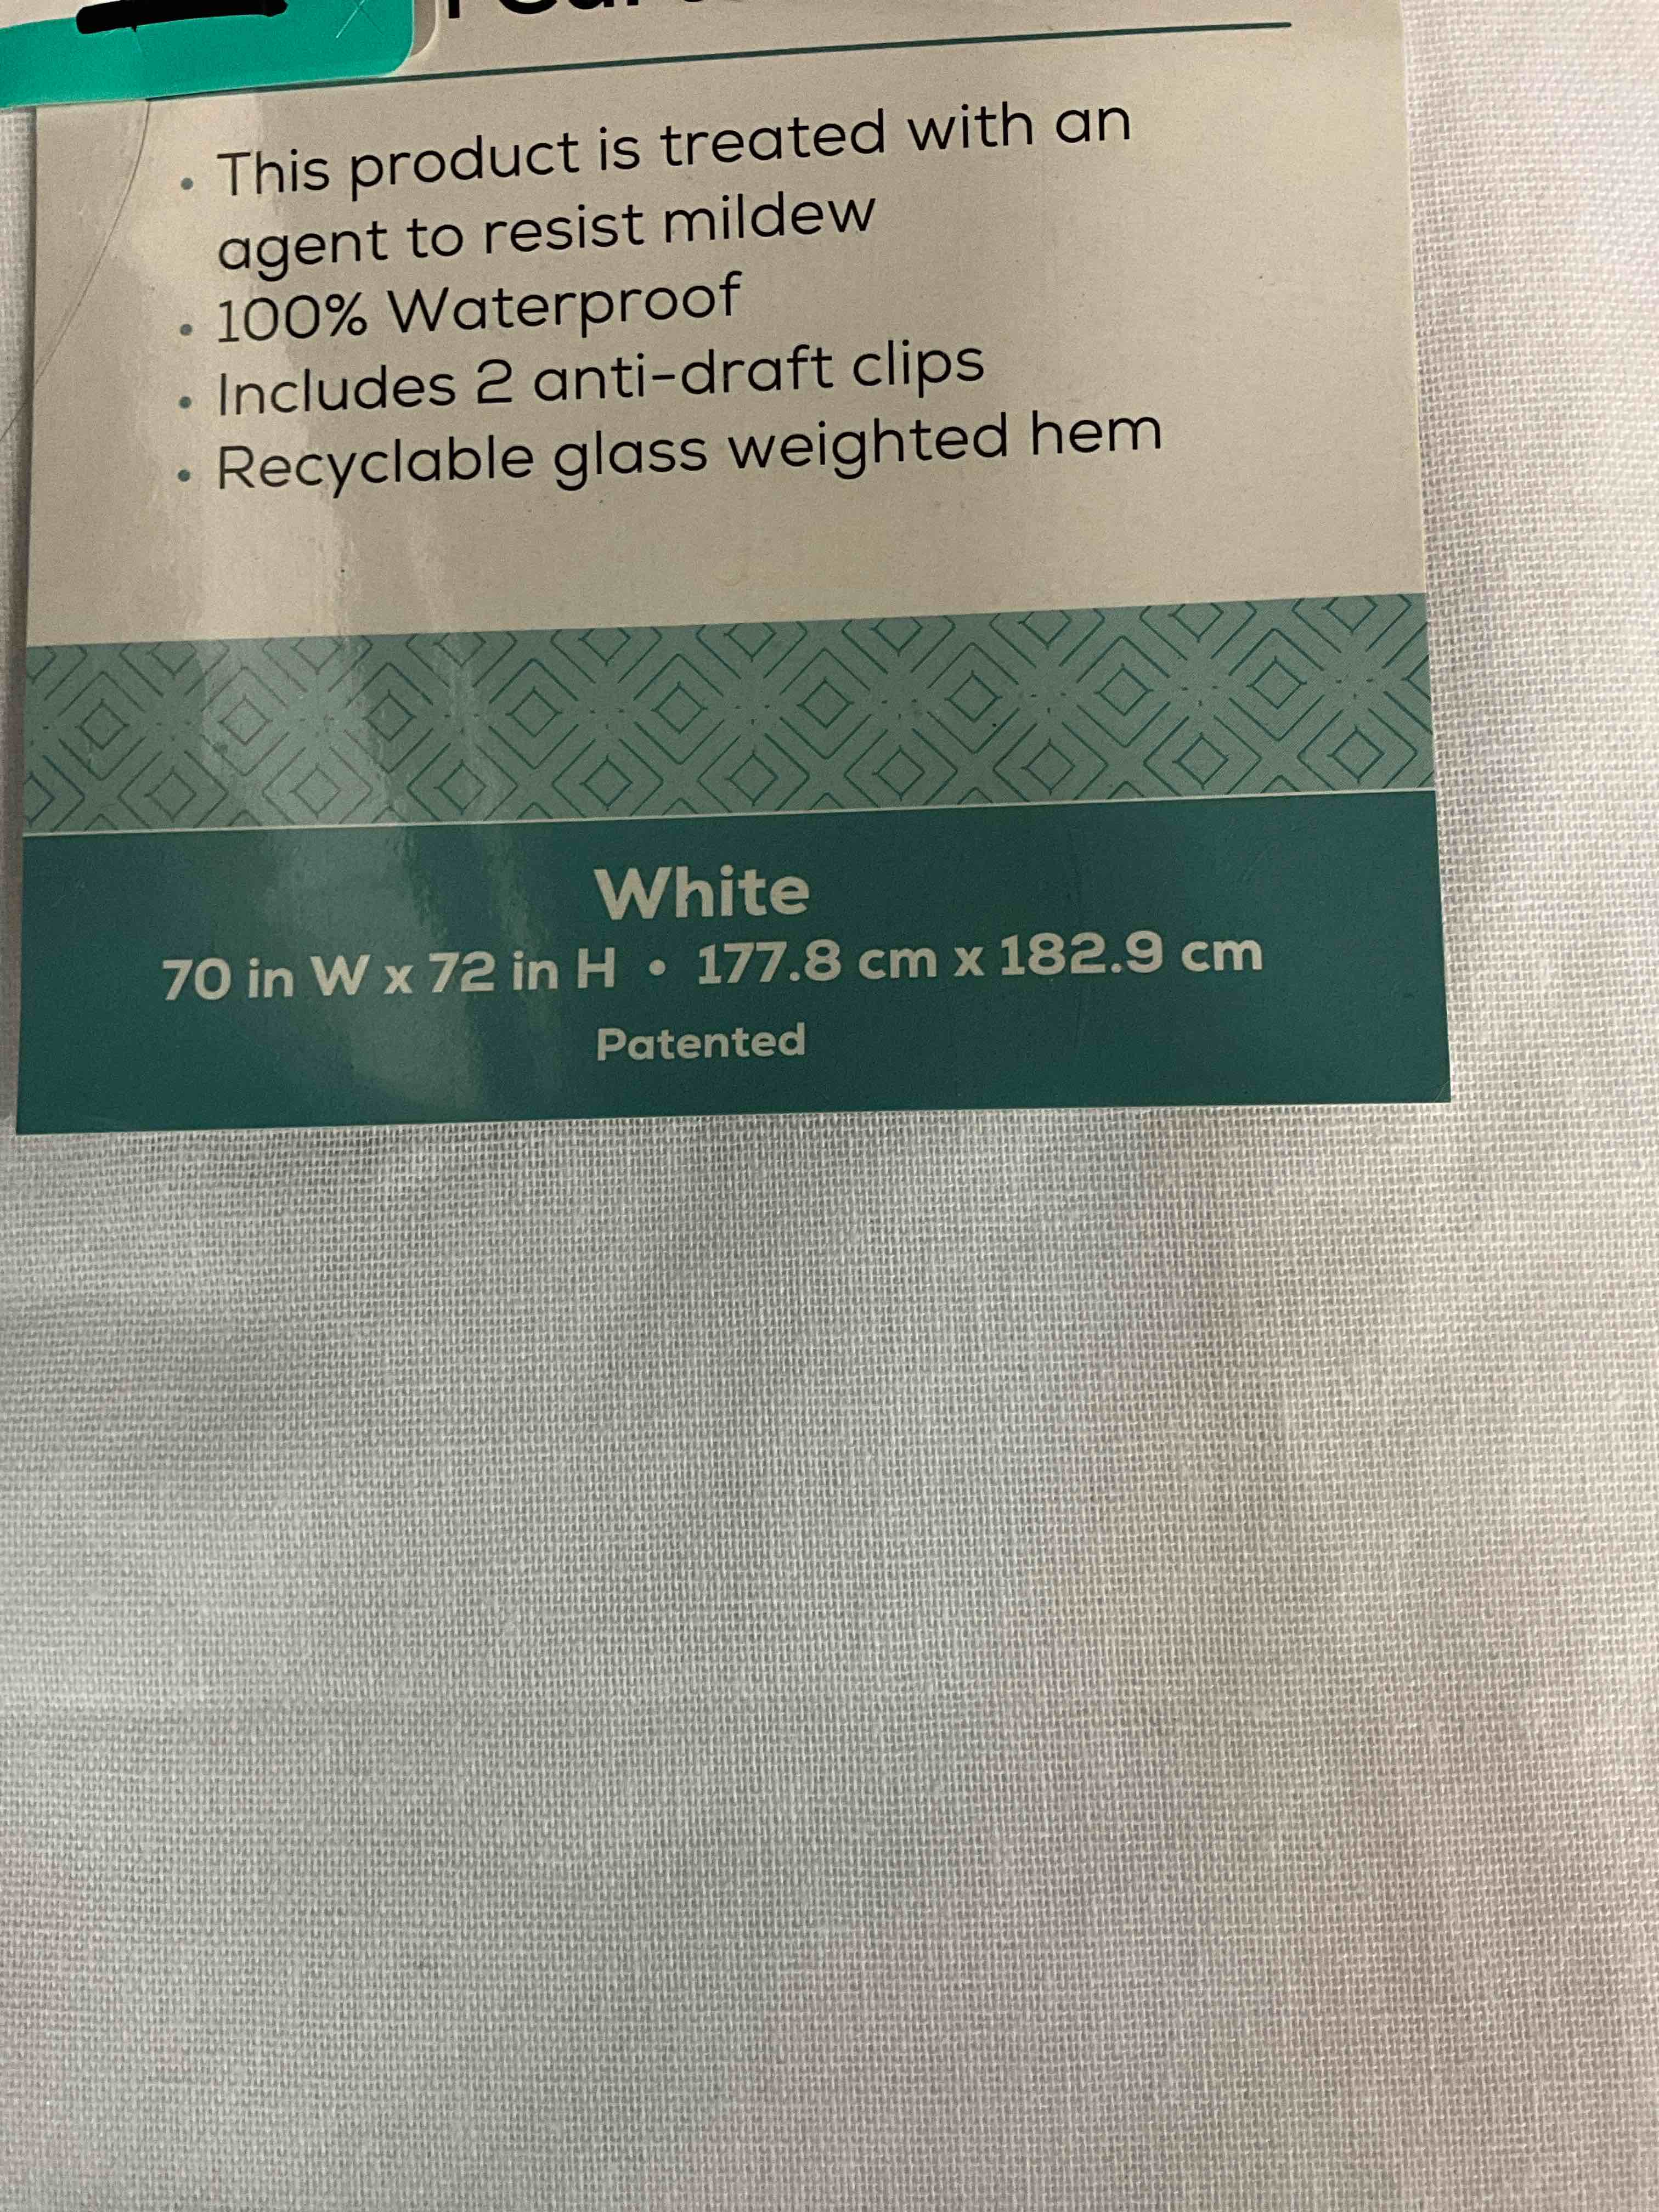 • This product is treated with an
agent to resist mildew
• 100% Waterproof
• Includes 2 anti-draft clips
• Recyclable glass weighted hem
White
70 in W x 72 in H • 177.8 cm x 182.9 cm
Patented